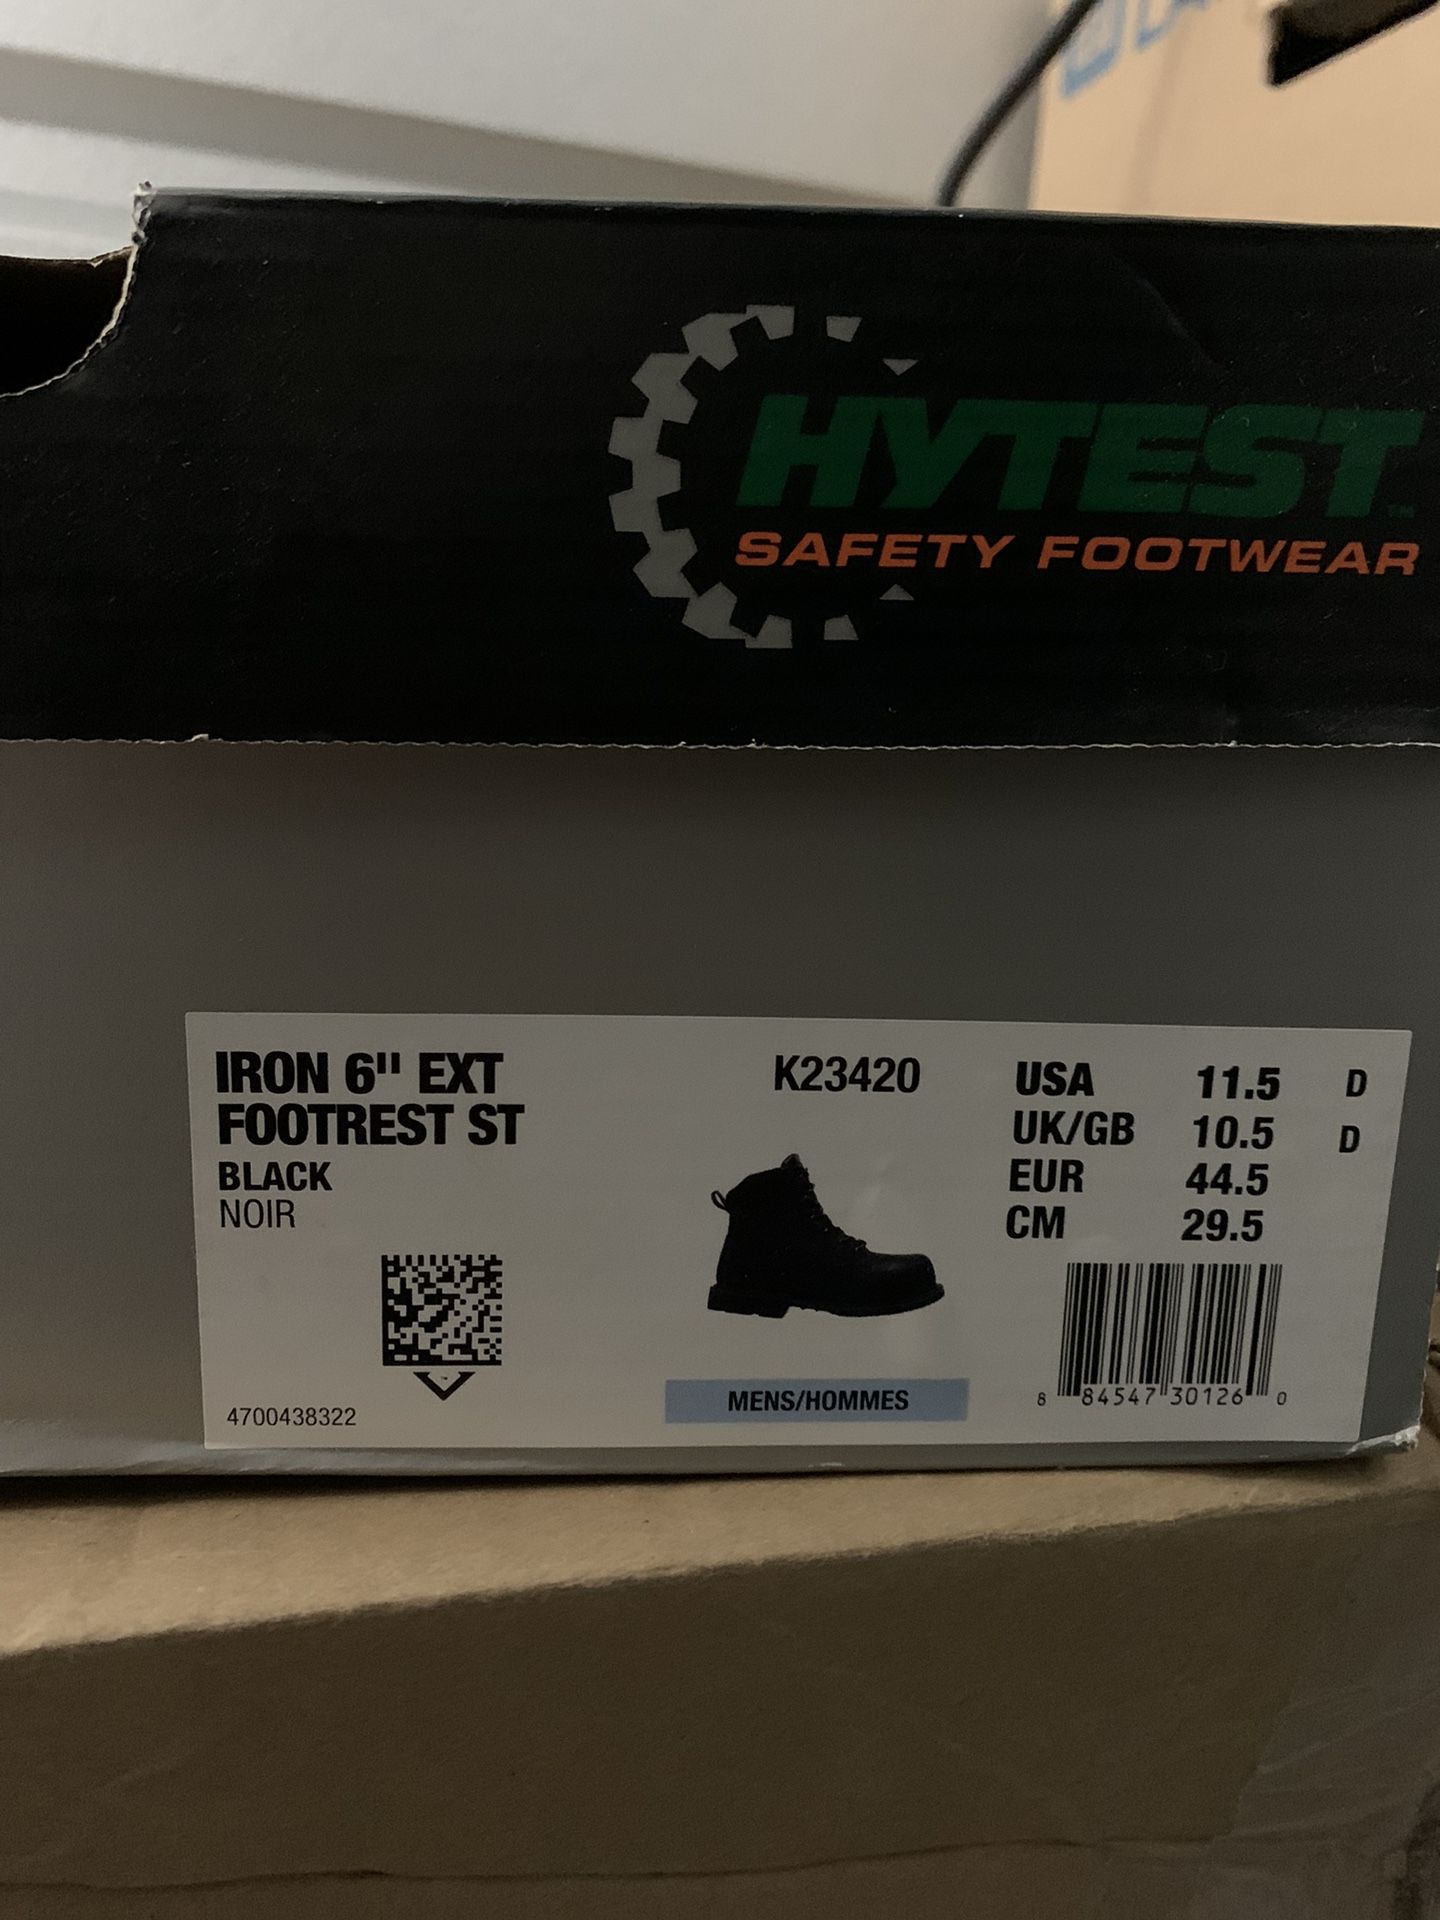 HYTEST™
SAFETY FOOTWEAR
IRON 6" EXT
FOOTREST ST
BLACK
NOIR
4700438322
K23420
MENS/HOMMES
USA 11.5 D
UK/GB 10.5 D
EUR 44.5
CM 29.5
8 84547 30126 0